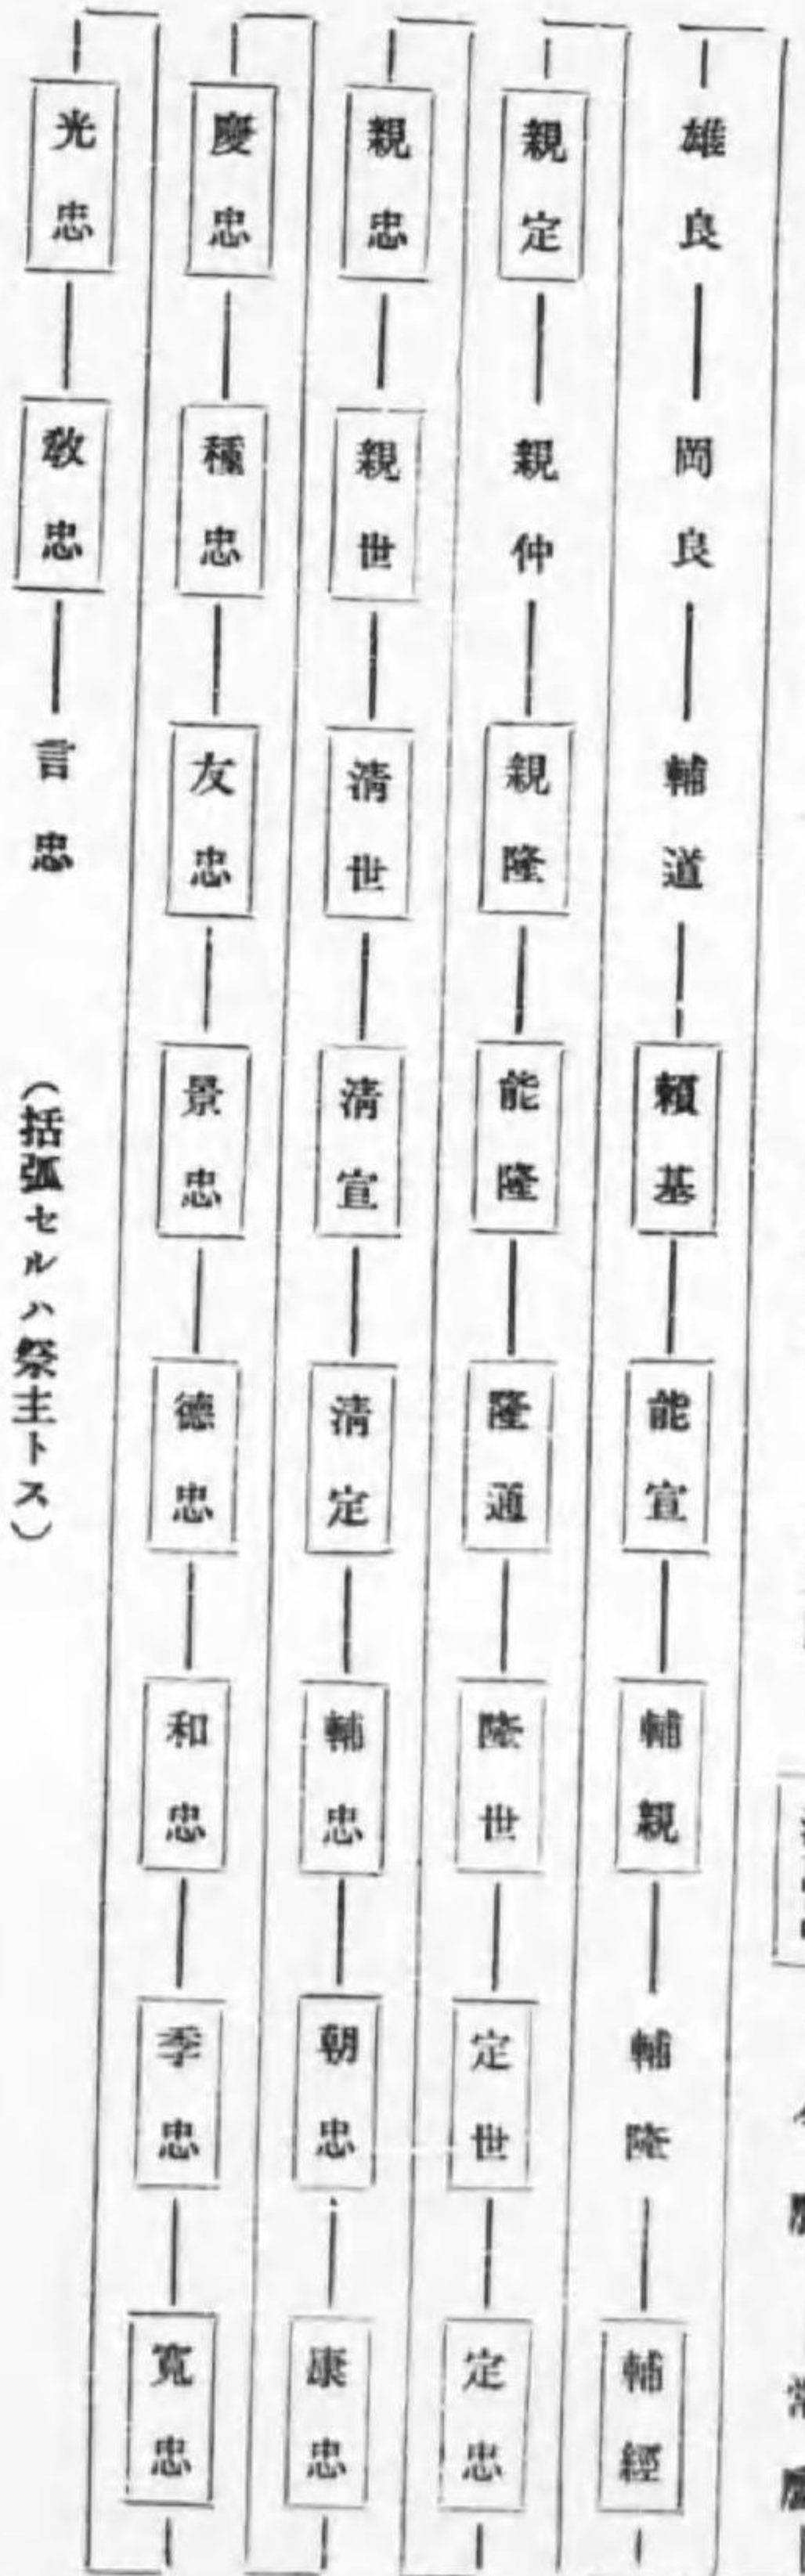 雄良 岡良 輔道 頼基 能宣 輔親 輔隆 輔經
親定 親仲 親隆 能隆 隆通 隆世 定世 定忠
親忠 親世 清世 清宣 清定 輔忠 朝忠 康忠
慶忠 種忠 友忠 景忠 德忠 和忠 季忠 寛忠
光忠 敎忠 言忠
（括弧セルハ祭主トス）